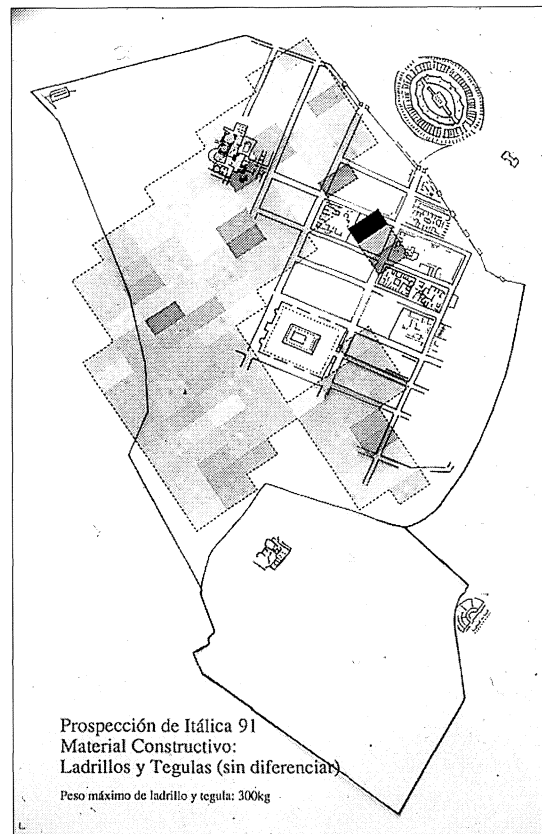 Prospección de Itálica 91
Material Constructivo:
Ladrillos y Tegulas (sin diferenciar)
Peso máximo de ladrillo y tegula: 300kg